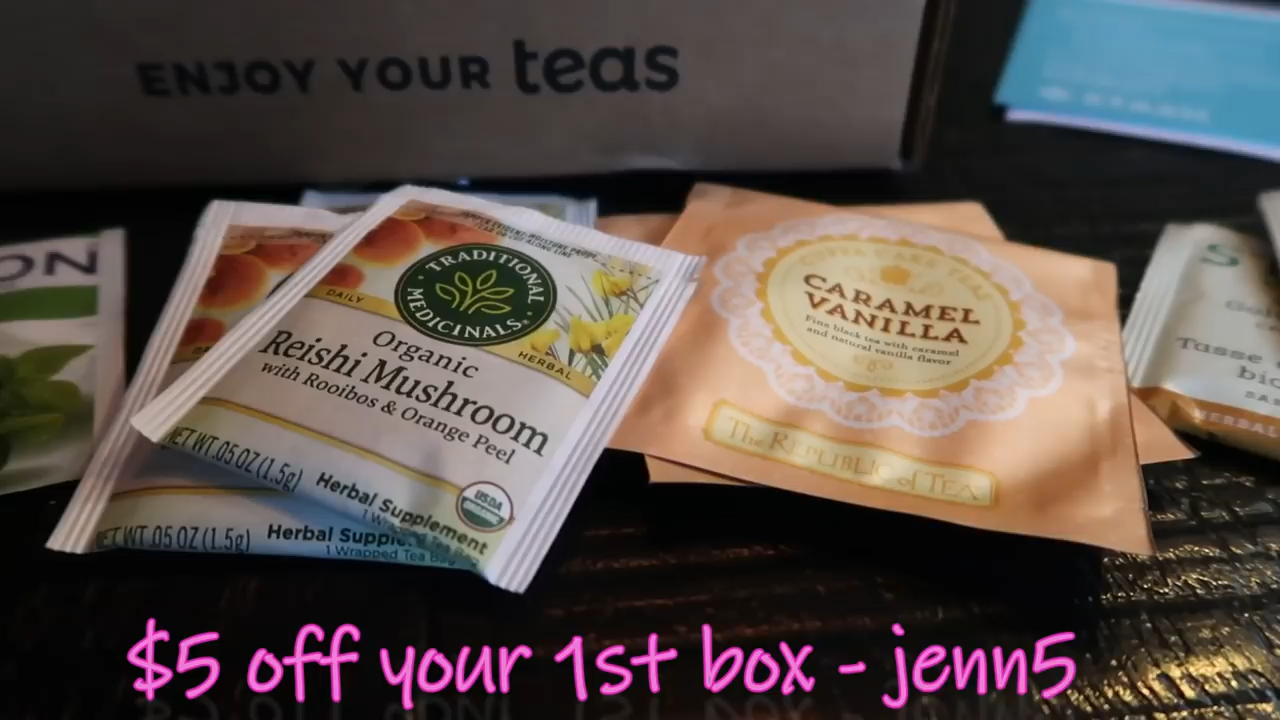 ENJOY YOUR teas
ON
TRADITIONAL
MEDICINALS
DAILY
HERBAL
Organic
Reishi Mushroom
with Rooibos & Orange Peel
NET WT .05 OZ (1.5g)
Herbal Supplement
USDA
NET WT .05 OZ (1.5g)
1 Wrapped Tea Bag
CARAMEL
VANILLA
Fine black tea with caramel
and natural vanilla flavor
The REPUBLIC of TEA
Tasse
HERBAL
$5 off your 1st box - jenn5